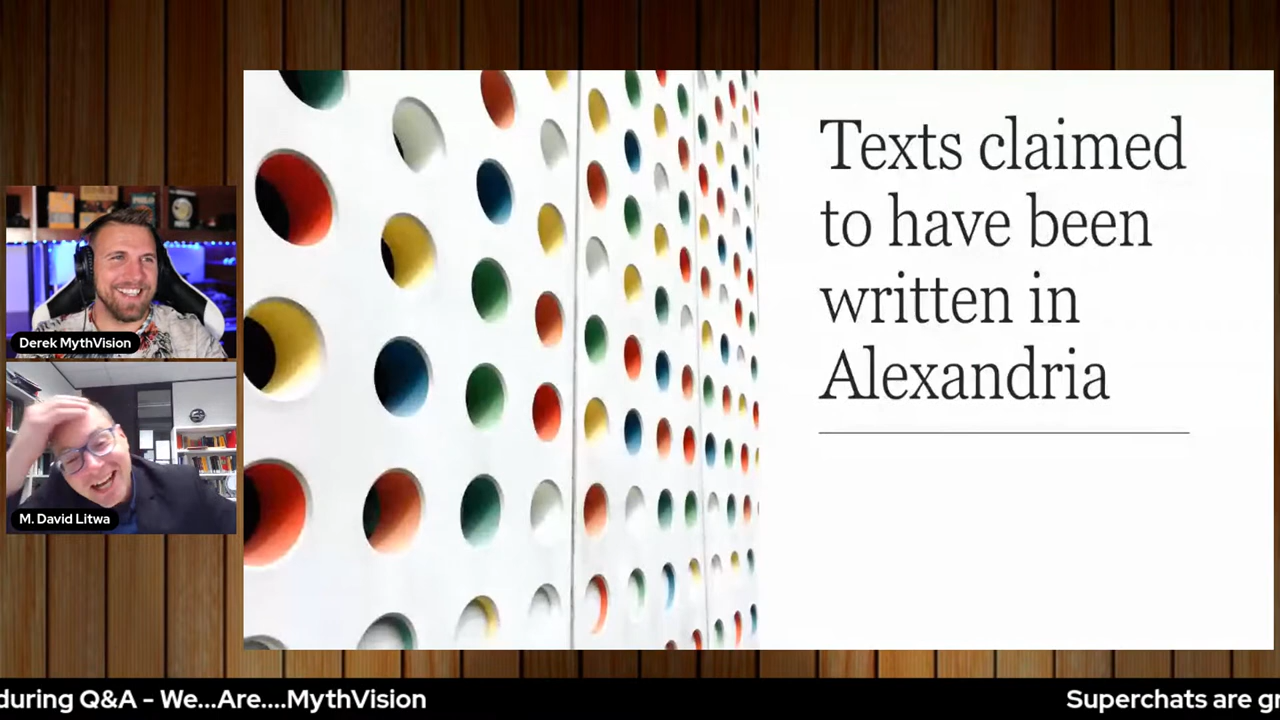 Texts claimed
to have been
written in
Alexandria
Derek MythVision
M. David Litwa
during Q&A - We...Are....MythVision
Superchats are gr